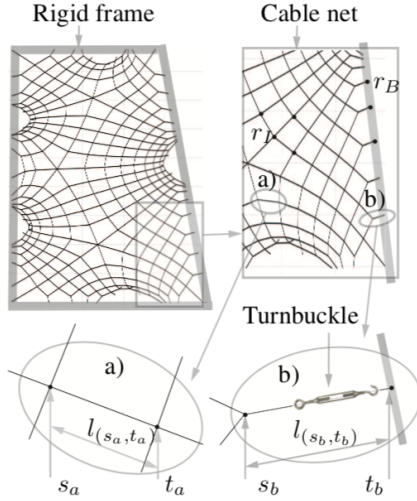 Rigid frame
Cable net
r_B
r_I
a)
b)
Turnbuckle
a)
l_(s_a, t_a)
s_a
t_a
b)
l_(s_b, t_b)
s_b
t_b